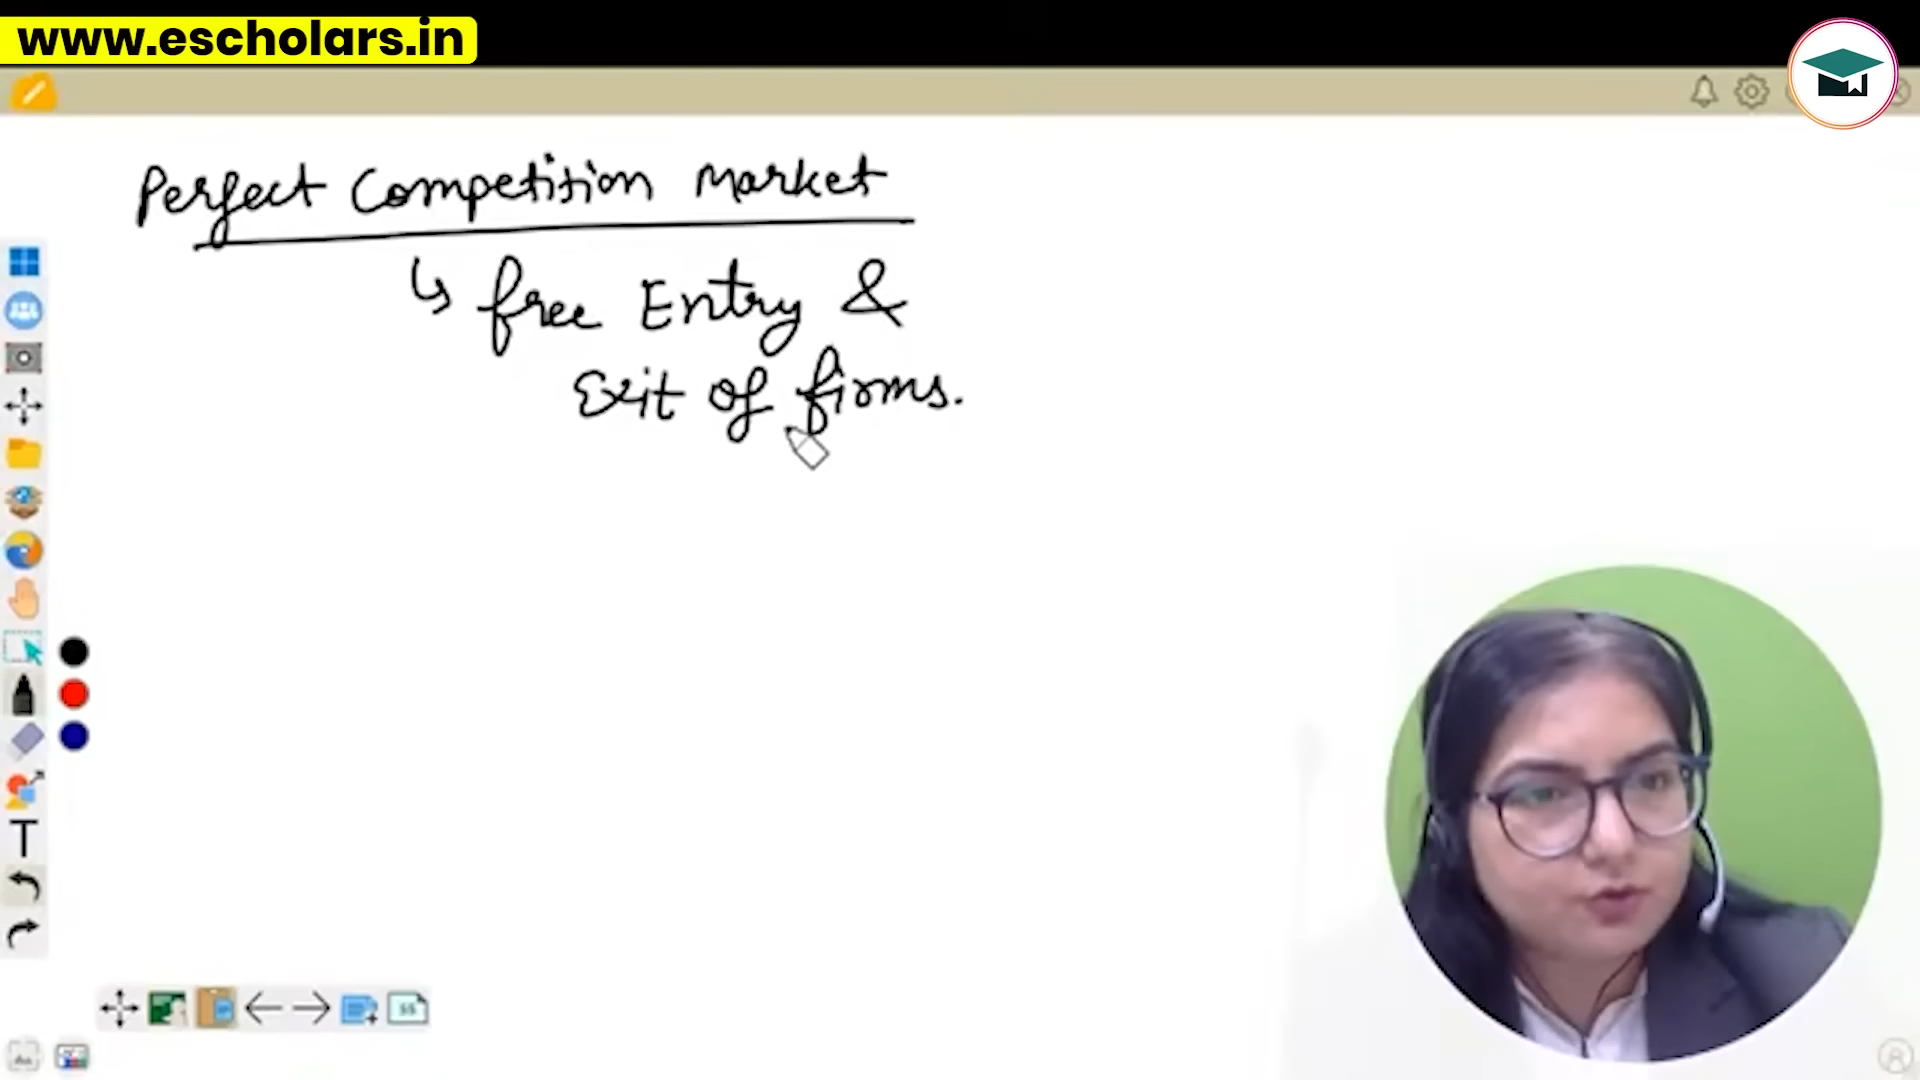 www.escholars.in
Perfect Competition Market
↳ free Entry &
Exit of firms.
T